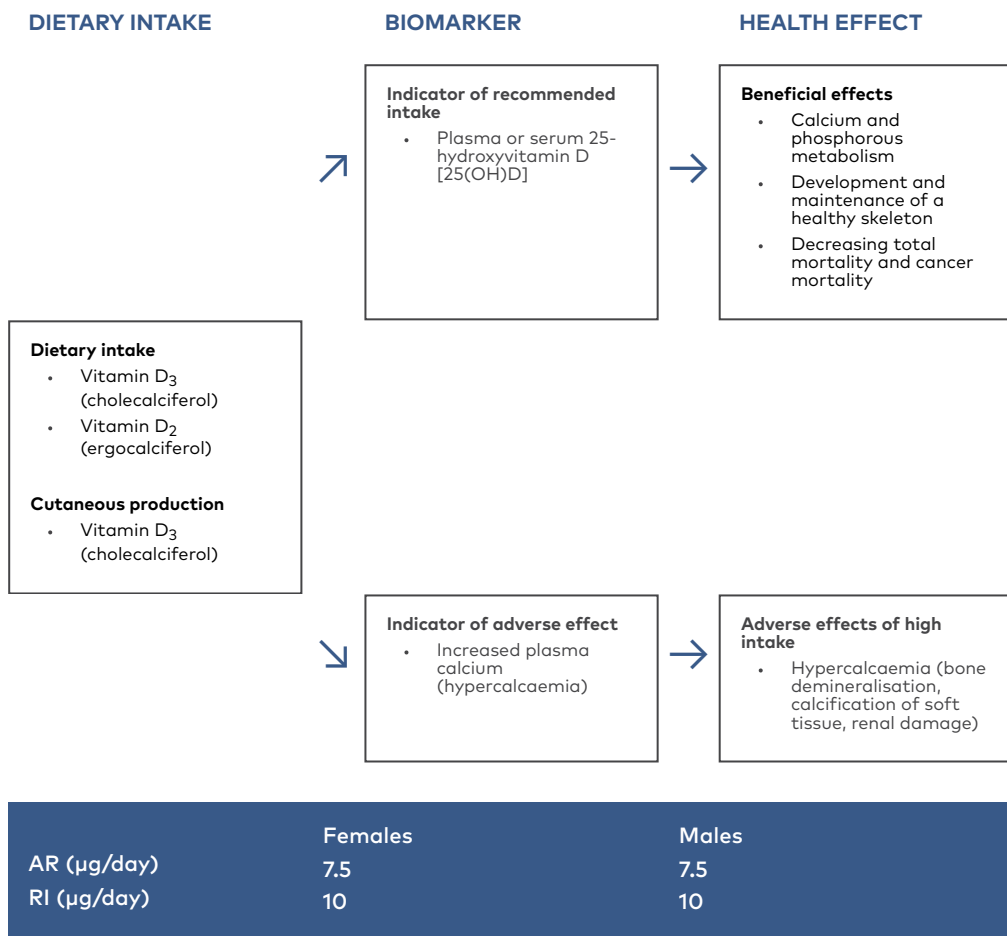 DIETARY INTAKE
BIOMARKER
HEALTH EFFECT
Indicator of recommended
intake
• Plasma or serum 25-
hydroxyvitamin D
[25(OH)D]
Beneficial effects
• Calcium and
phosphorous
metabolism
• Development and
maintenance of a
healthy skeleton
• Decreasing total
mortality and cancer
mortality
Dietary intake
• Vitamin D3
(cholecalciferol)
• Vitamin D2
(ergocalciferol)
Cutaneous production
• Vitamin D3
(cholecalciferol)
Indicator of adverse effect
• Increased plasma
calcium
(hypercalcaemia)
Adverse effects of high
intake
• Hypercalcaemia (bone
demineralisation,
calcification of soft
tissue, renal damage)
Females Males
AR (µg/day) 7.5 7.5
RI (µg/day) 10 10